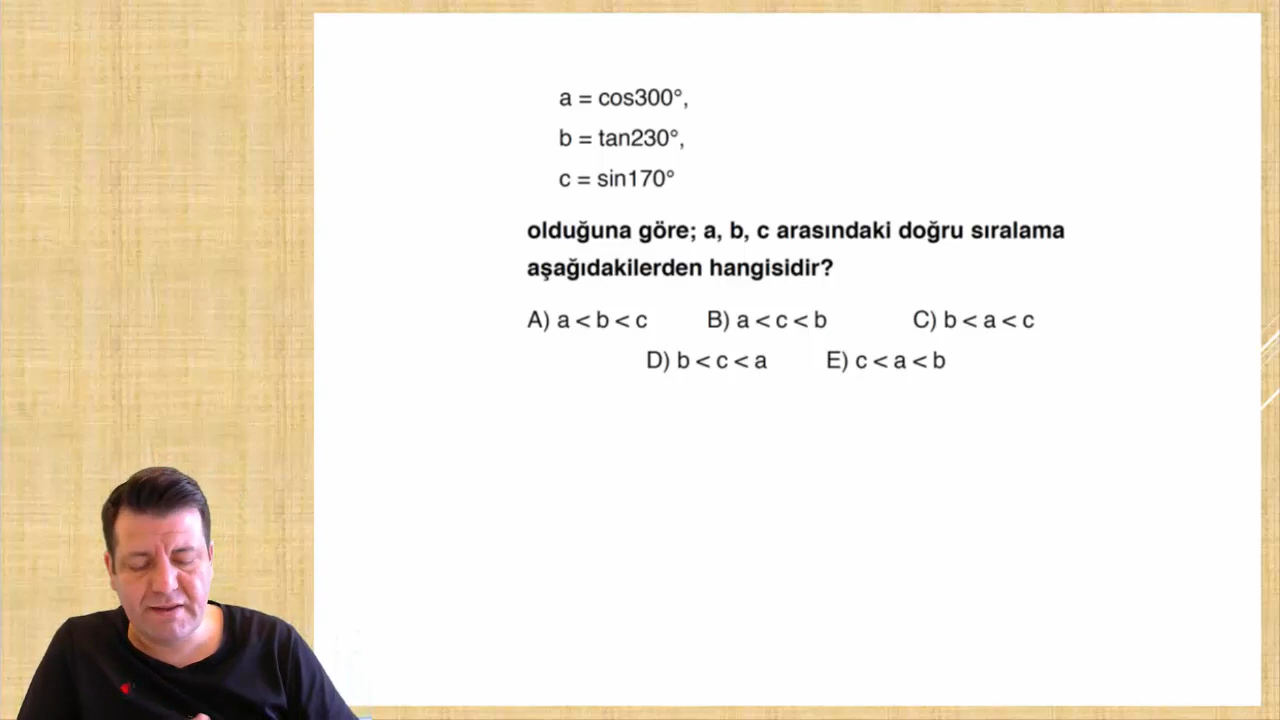 a = cos300°,
b = tan230°,
c = sin170°
olduğuna göre; a, b, c arasındaki doğru sıralama
aşağıdakilerden hangisidir?
A) a < b < c B) a < c < b C) b < a < c
D) b < c < a E) c < a < b